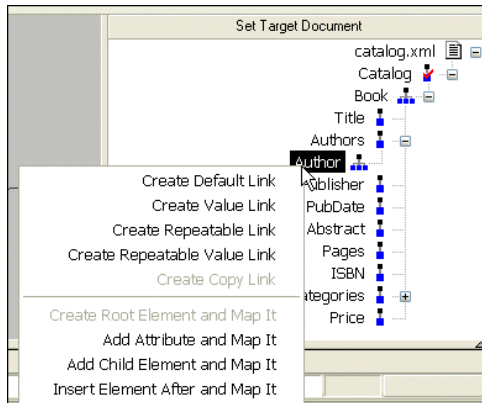 Set Target Document
catalog.xml
Catalog
Book
Title
Authors
Author
Publisher
PubDate
Abstract
Pages
ISBN
ategories
Price
Create Default Link
Create Value Link
Create Repeatable Link
Create Repeatable Value Link
Create Copy Link
Create Root Element and Map It
Add Attribute and Map It
Add Child Element and Map It
Insert Element After and Map It